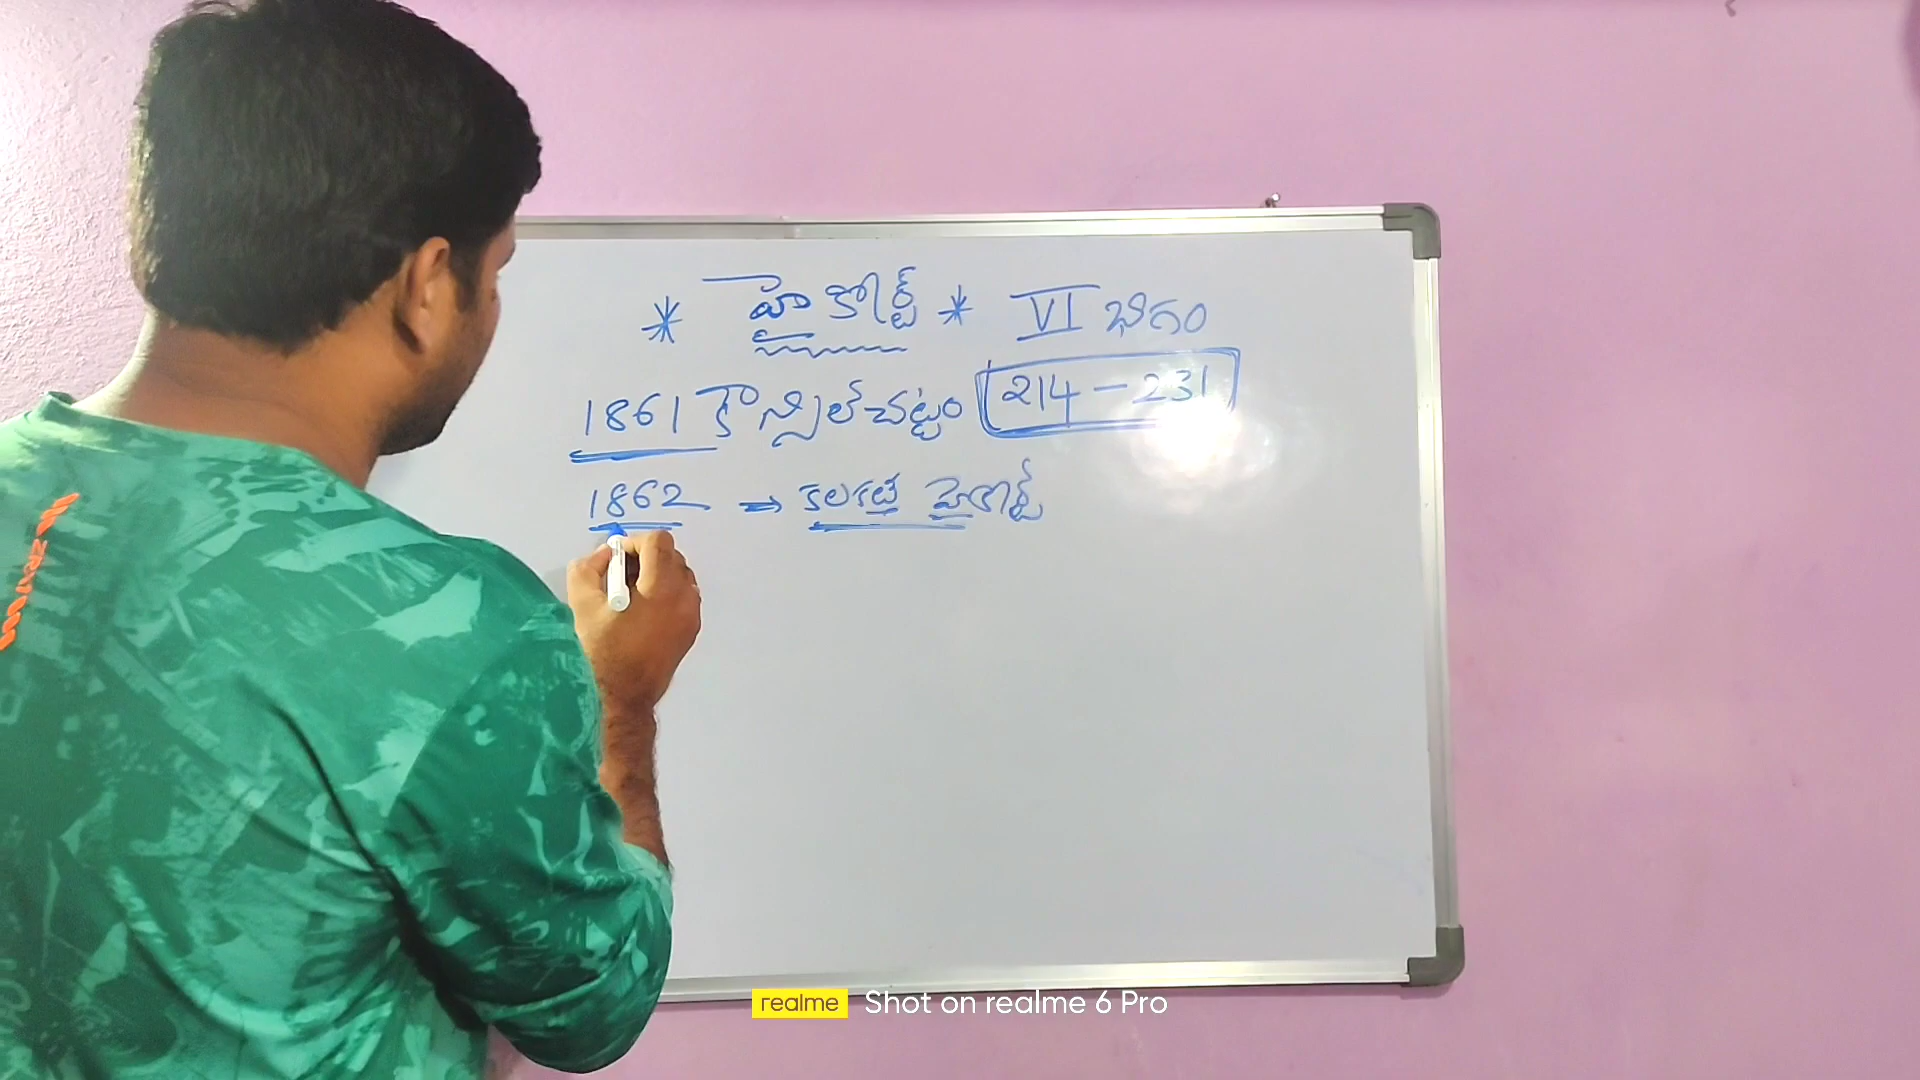 * హైకోర్ట్ * VI భాగం
1861 కౌన్సిల్ చట్టం 214 – 231
1862 ⇒ కలకత్తా హైకోర్ట్
realme Shot on realme 6 Pro